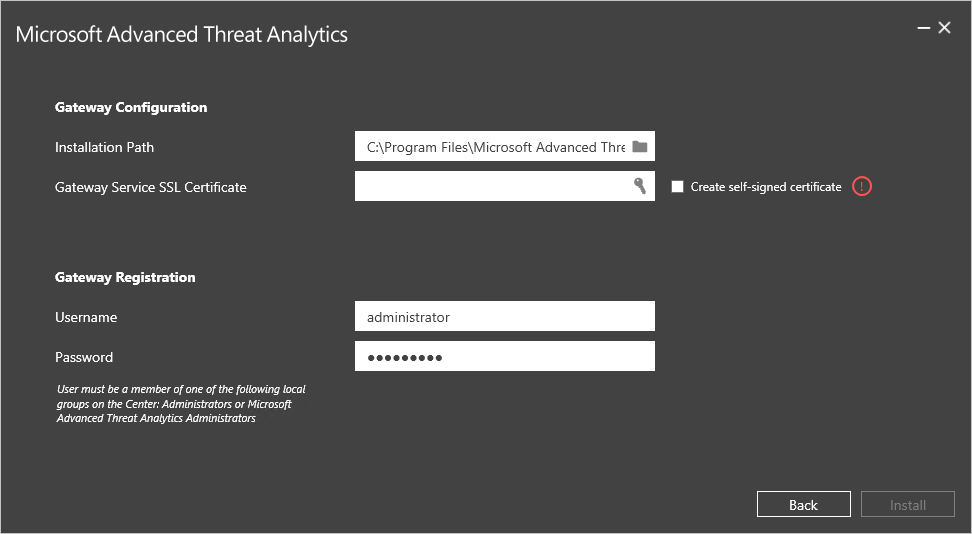 Microsoft Advanced Threat Analytics
Gateway Configuration
Installation Path
C:\Program Files\Microsoft Advanced Thre
Gateway Service SSL Certificate
Create self-signed certificate
Gateway Registration
Username
administrator
Password
User must be a member of one of the following local
groups on the Center: Administrators or Microsoft
Advanced Threat Analytics Administrators
Back
Install